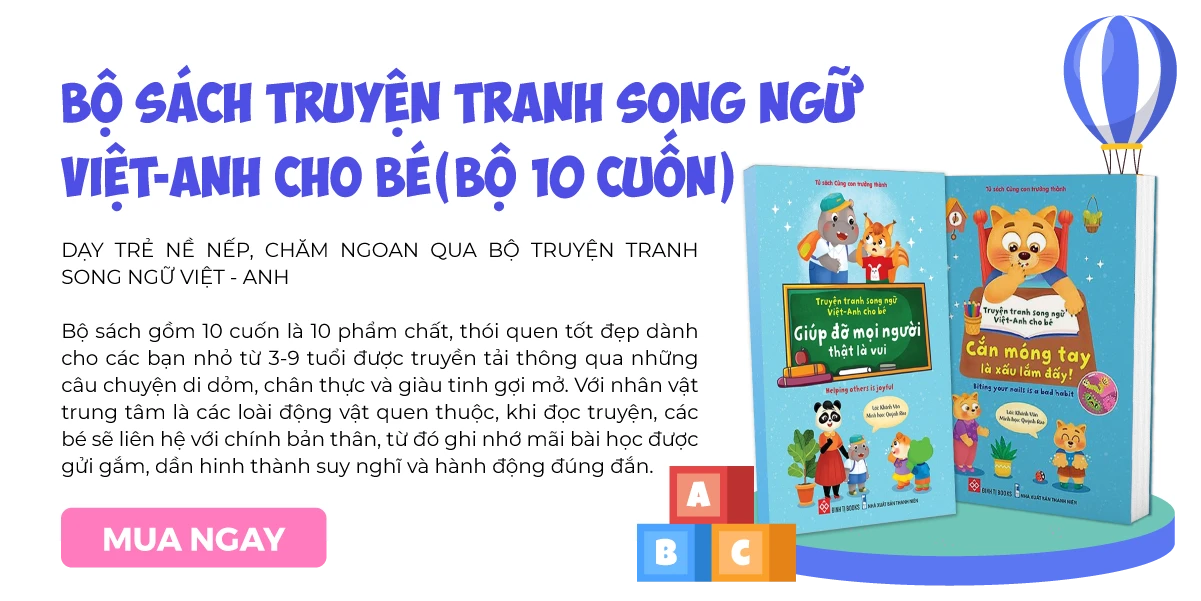 BỘ SÁCH TRUYỆN TRANH SONG NGỮ
VIỆT-ANH CHO BÉ(BỘ 10 CUỐN)
DẠY TRẺ NỀ NẾP, CHĂM NGOAN QUA BỘ TRUYỆN TRANH
SONG NGỮ VIỆT - ANH
Bộ sách gồm 10 cuốn là 10 phẩm chất, thói quen tốt đẹp dành
cho các bạn nhỏ từ 3-9 tuổi được truyền tải thông qua những
câu chuyện di dỏm, chân thực và giàu tinh gợi mở. Với nhân vật
trung tâm là các loài động vật quen thuộc, khi đọc truyện, các
bé sẽ liên hệ với chính bản thân, từ đó ghi nhớ mãi bài học được
gửi gắm, dần hinh thành suy nghĩ và hành động đúng đắn.
MUA NGAY
Tủ sách Cùng con trưởng thành
Truyện tranh song ngữ
Việt-Anh cho bé
Giúp đỡ mọi người
thật là vui
Helping others is joyful
Lời: Khánh Vân
Minh họa: Quỳnh Rùa
ĐINH TỊ BOOKS
NHÀ XUẤT BẢN THANH NIÊN
Tủ sách Cùng con trưởng thành
Truyện tranh song ngữ
Việt-Anh cho bé
Cắn móng tay
là xấu lắm đấy!
Biting your nails is a bad habit
Lời: Khánh Vân
Minh họa: Quỳnh Rùa
ĐINH TỊ BOOKS
NHÀ XUẤT BẢN THANH NIÊN
A
B
C